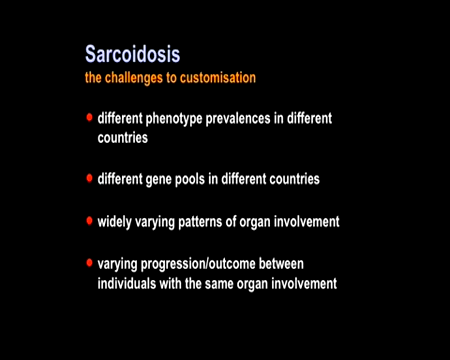 Sarcoidosis
the challenges to customisation
• different phenotype prevalences in different
countries
• different gene pools in different countries
• widely varying patterns of organ involvement
• varying progression/outcome between
individuals with the same organ involvement